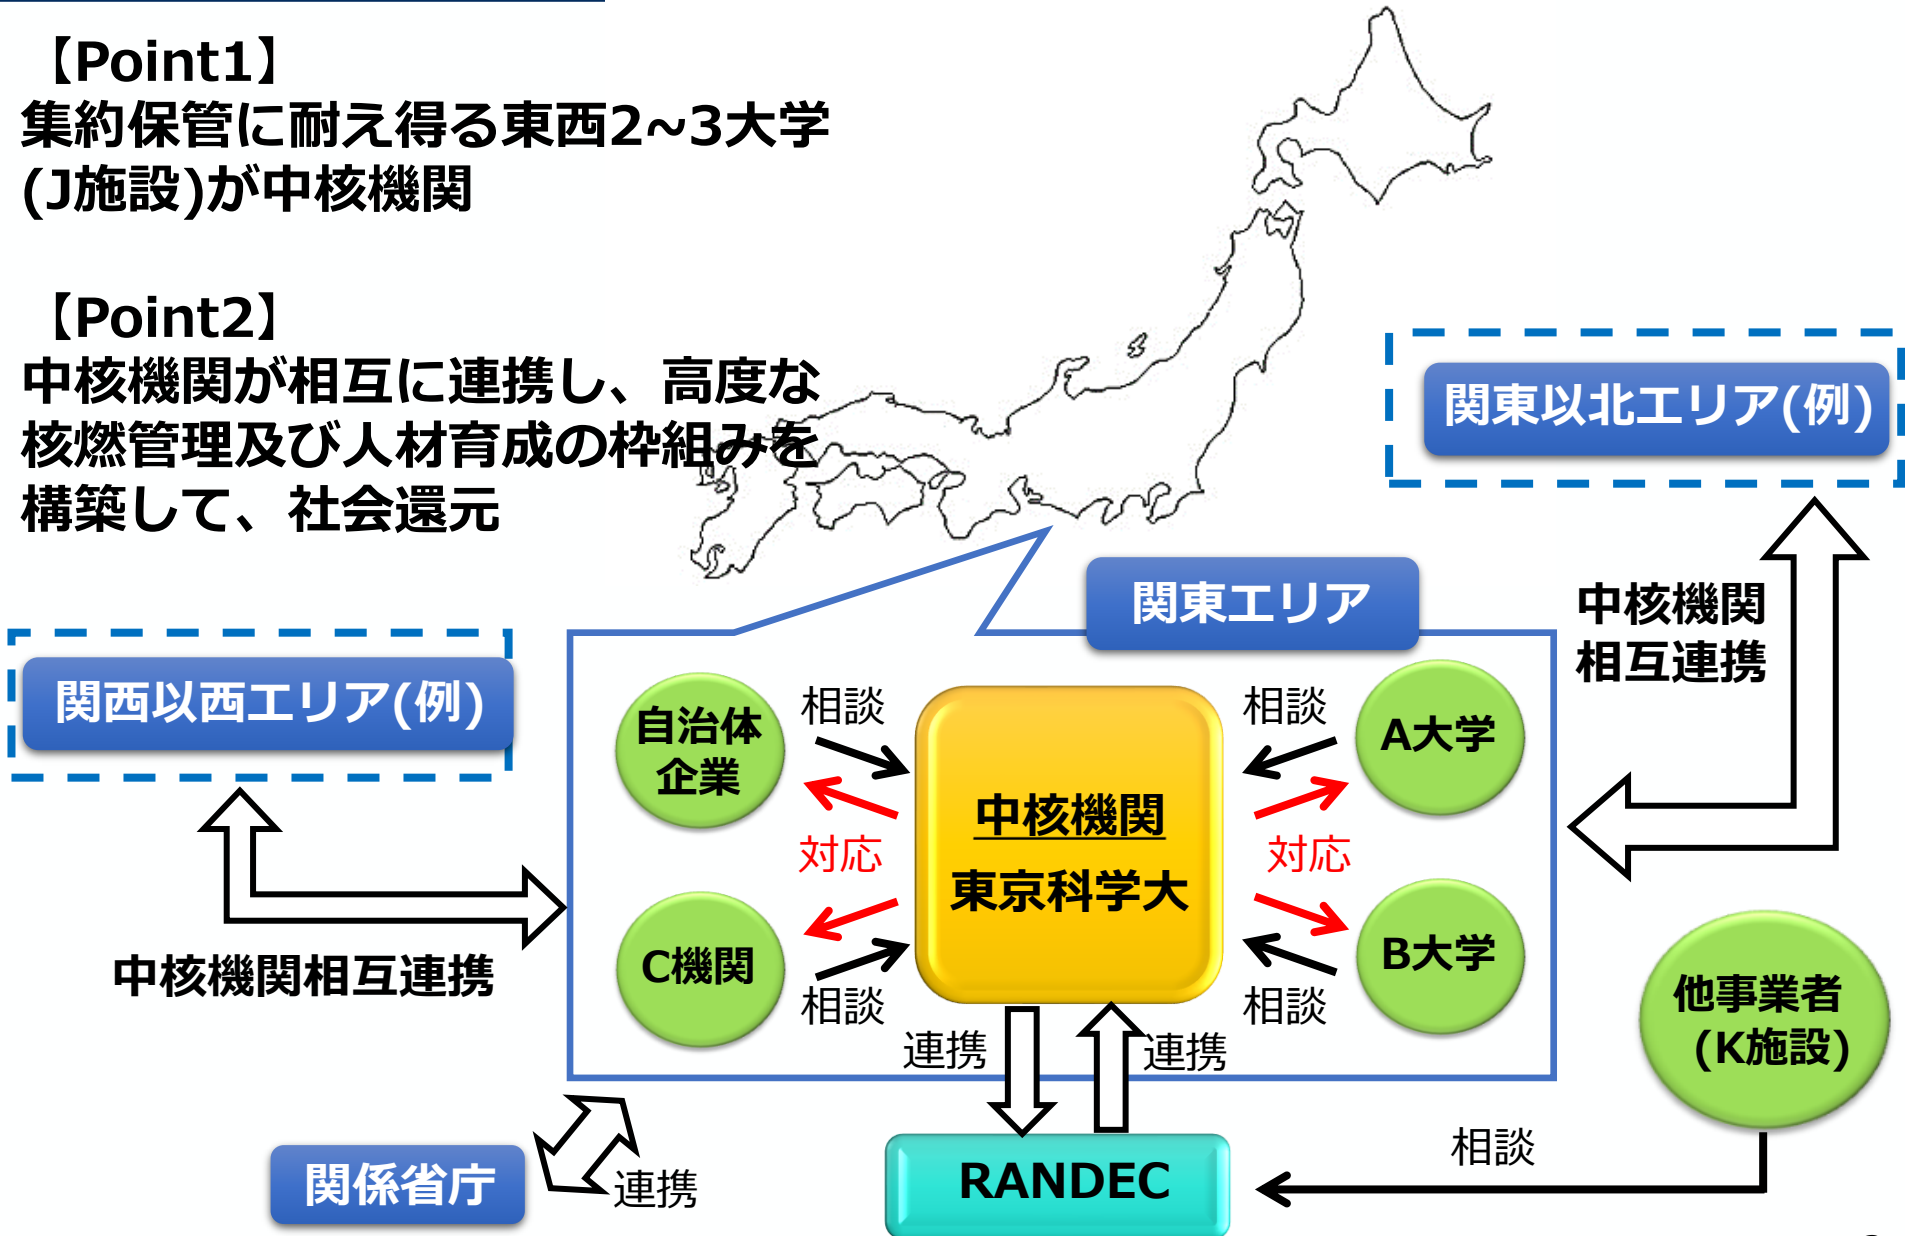 【Point1】
集約保管に耐え得る東西2~3大学
(J施設)が中核機関
【Point2】
中核機関が相互に連携し、高度な
核燃管理及び人材育成の枠組みを
構築して、社会還元
関東以北エリア(例)
中核機関
相互連携
関東エリア
関西以西エリア(例)
中核機関相互連携
自治体
企業
相談
対応
C機関
相談
中核機関
東京科学大
相談
A大学
対応
B大学
相談
連携
連携
他事業者
(K施設)
相談
RANDEC
関係省庁
連携